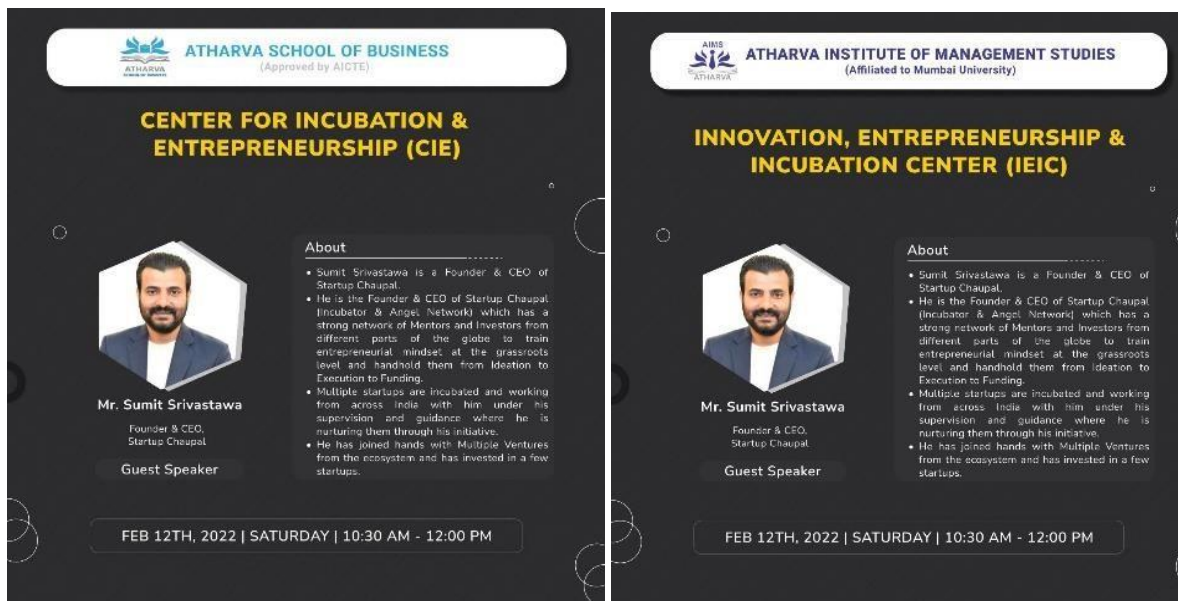 ATHARVA
SCHOOL OF BUSINESS
ATHARVA SCHOOL OF BUSINESS
(Approved by AICTE)
CENTER FOR INCUBATION &
ENTREPRENEURSHIP (CIE)
About
• Sumit Srivastawa is a Founder & CEO of
Startup Chaupal.
• He is the Founder & CEO of Startup Chaupal
(Incubator & Angel Network) which has a
strong network of Mentors and Investors from
different parts of the globe to train
entrepreneurial mindset at the grassroots
level and handhold them from Ideation to
Execution to Funding.
• Multiple startups are incubated and working
from across India with him under his
supervision and guidance where he is
nurturing them through his initiative.
• He has joined hands with Multiple Ventures
from the ecosystem and has invested in a few
startups.
Mr. Sumit Srivastawa
Founder & CEO,
Startup Chaupal
Guest Speaker
FEB 12TH, 2022 | SATURDAY | 10:30 AM - 12:00 PM
AIMS
ATHARVA
ATHARVA INSTITUTE OF MANAGEMENT STUDIES
(Affiliated to Mumbai University)
INNOVATION, ENTREPRENEURSHIP &
INCUBATION CENTER (IEIC)
About
• Sumit Srivastawa is a Founder & CEO of
Startup Chaupal.
• He is the Founder & CEO of Startup Chaupal
(Incubator & Angel Network) which has a
strong network of Mentors and Investors from
different parts of the globe to train
entrepreneurial mindset at the grassroots
level and handhold them from Ideation to
Execution to Funding.
• Multiple startups are incubated and working
from across India with him under his
supervision and guidance where he is
nurturing them through his initiative.
• He has joined hands with Multiple Ventures
from the ecosystem and has invested in a few
startups.
Mr. Sumit Srivastawa
Founder & CEO,
Startup Chaupal
Guest Speaker
FEB 12TH, 2022 | SATURDAY | 10:30 AM - 12:00 PM